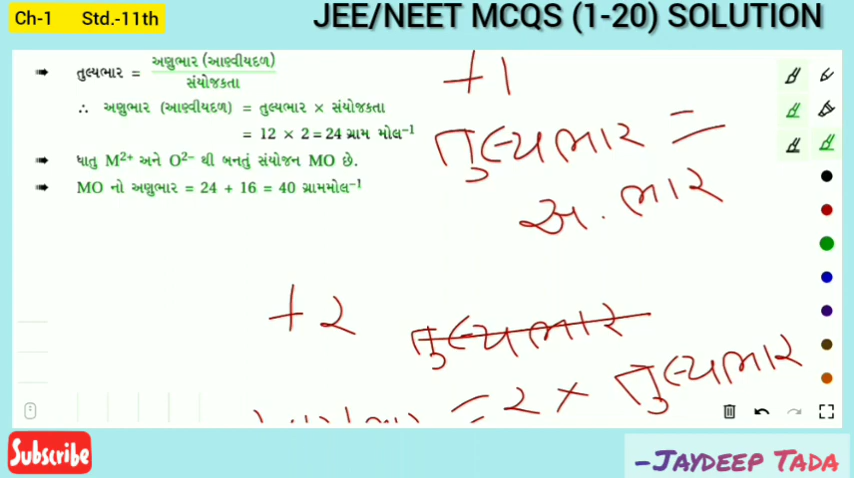 Ch-1 Std.-11th
JEE/NEET MCQS (1-20) SOLUTION
➠ તુલ્યભાર = અણુભાર (આણ્વીયદળ) / સંયોજકતા
∴ અણુભાર (આણ્વીયદળ) = તુલ્યભાર × સંયોજકતા
= 12 × 2 = 24 ગ્રામ મોલ⁻¹
➠ ધાતુ M²⁺ અને O²⁻ થી બનતું સંયોજન MO છે.
➠ MO નો અણુભાર = 24 + 16 = 40 ગ્રામમોલ⁻¹
+1
તુલ્યભાર =
અ. ભાર
+2
તુલ્યભાર
= 2 × તુલ્યભાર
Subscribe
-JAYDEEP TADA